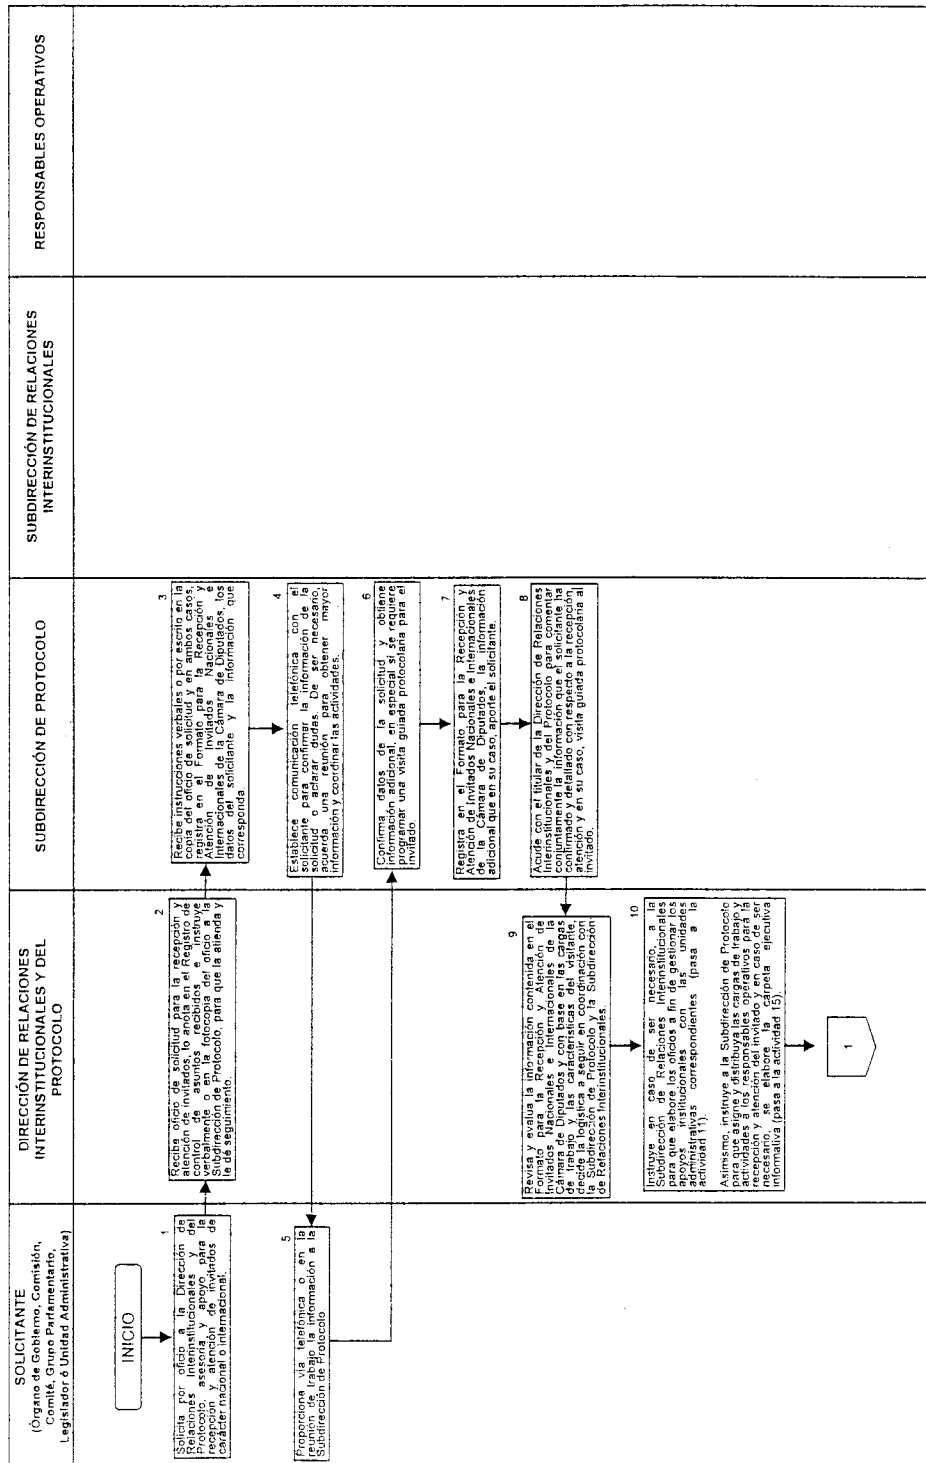 SOLICITANTE
(Órgano de Gobierno, Comisión,
Comité, Grupo Parlamentario,
Legislador ó Unidad Administrativa)
DIRECCIÓN DE RELACIONES
INTERINSTITUCIONALES Y DEL
PROTOCOLO
SUBDIRECCIÓN DE PROTOCOLO
SUBDIRECCIÓN DE RELACIONES
INTERINSTITUCIONALES
RESPONSABLES OPERATIVOS
INICIO
1
Solicita por oficio a la Dirección de
Relaciones Interinstitucionales y del
Protocolo, asesoría y apoyo para la
recepción y atención de invitados de
carácter nacional o internacional.
2
Recibe oficio de solicitud para la recepción y
atención de invitados, lo anota en el Registro de
control de asuntos recibidos e instruye
verbalmente o en la fotocopia del oficio a la
Subdirección de Protocolo, para que la atienda y
le dé seguimiento.
3
Recibe instrucciones verbales o por escrito en la
copia del oficio de solicitud y en ambos casos,
registra en el Formato para la Recepción y
Atención de Invitados Nacionales e
Internacionales de la Cámara de Diputados, los
datos del solicitante y la información que
corresponda.
4
Establece comunicación telefónica con el
solicitante para confirmar la información de la
solicitud o aclarar dudas. De ser necesario,
acuerda una reunión para obtener mayor
información y coordinar las actividades.
5
Proporciona vía telefónica o en la
reunión de trabajo la información a la
Subdirección de Protocolo
6
Confirma datos de la solicitud y obtiene
información adicional, en especial si se requiere
programar una visita guiada protocolaria para el
invitado.
7
Registra en el Formato para la Recepción y
Atención de Invitados Nacionales e Internacionales
de la Cámara de Diputados, la información
adicional que en su caso, aporte el solicitante.
8
Acude con el titular de la Dirección de Relaciones
Interinstitucionales y del Protocolo para comentar
conjuntamente la información que el solicitante ha
confirmado y detallado con respecto a la recepción,
atención y en su caso, visita guiada protocolaria al
invitado.
9
Revisa y evalua la información contenida en el
Formato para la Recepción y Atención de
Invitados Nacionales e Internacionales de la
Cámara de Diputados y con base en las cargas
de trabajo y las características del visitante,
decide la logística a seguir en coordinación con
la Subdirección de Protocolo y la Subdirección
de Relaciones Interinstitucionales.
10
Instruye en caso de ser necesario, a la
Subdirección de Relaciones Interinstitucionales
para que elabore los oficios a fin de gestionar los
apoyos institucionales con las unidades
administrativas correspondientes (pasa a la
actividad 11).
Asimismo, instruye a la Subdirección de Protocolo
para que asigne y distribuya las cargas de trabajo y
actividades a los responsables operativos para la
recepción y atención del invitado y en caso de ser
necesario, se elabore la carpeta ejecutiva
informativa (pasa a la actividad 15).
1